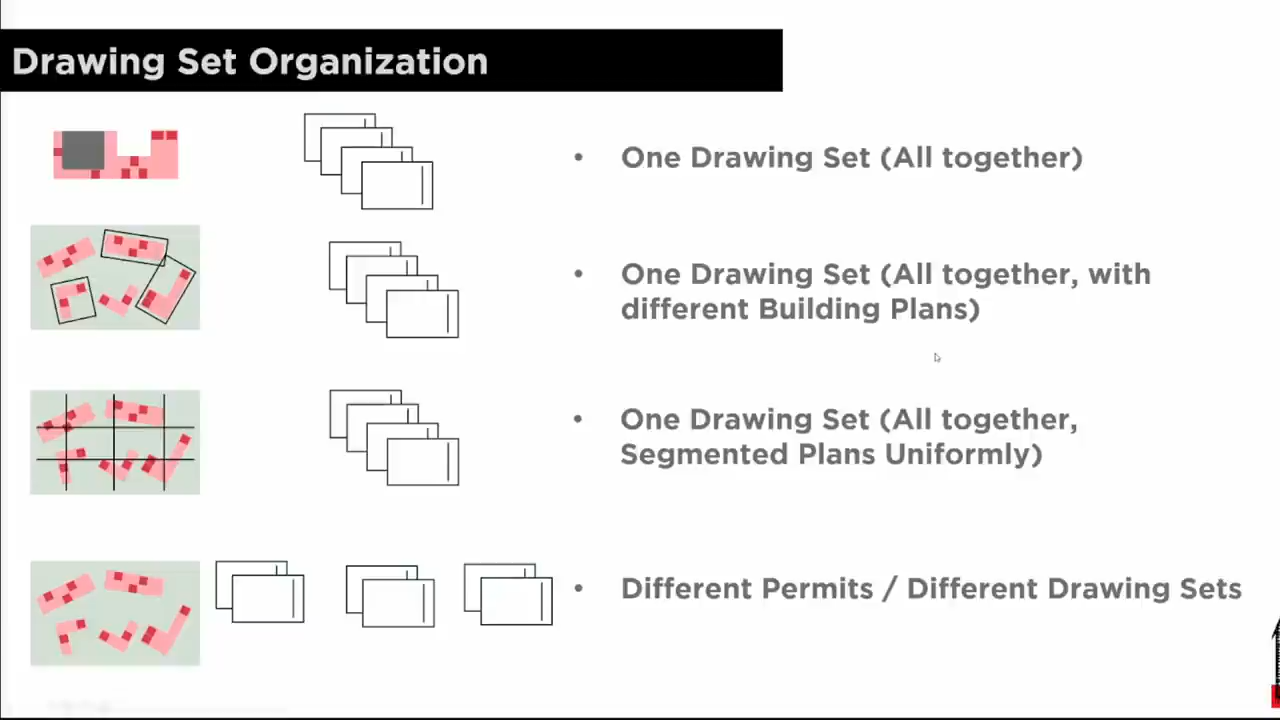 Drawing Set Organization
• One Drawing Set (All together)
• One Drawing Set (All together, with
different Building Plans)
• One Drawing Set (All together,
Segmented Plans Uniformly)
• Different Permits / Different Drawing Sets